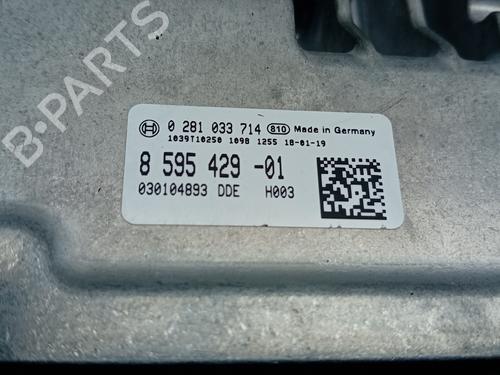 B-PARTS
0 281 033 714 810 Made in Germany
1039T10250 1098 1255 18-01-19
8 595 429 -01
030104893 DDE H003